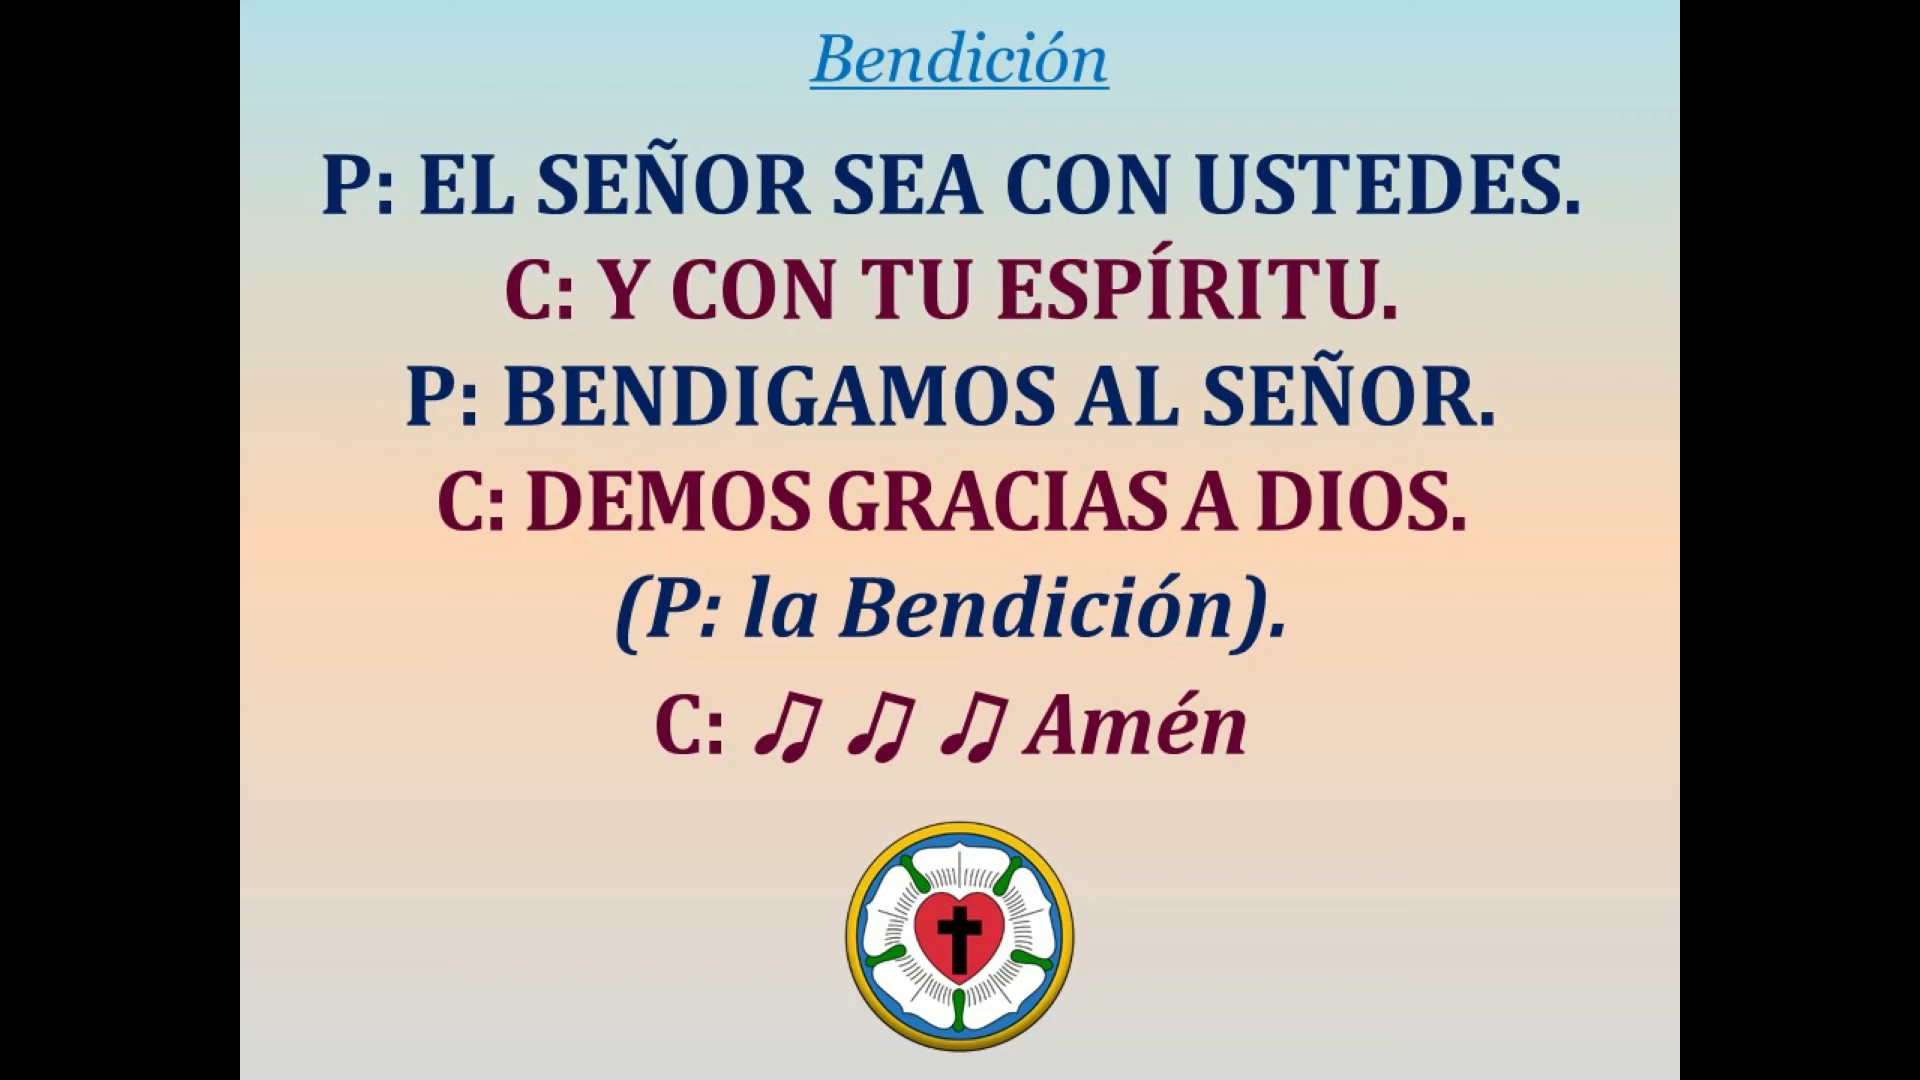 Bendición
P: EL SEÑOR SEA CON USTEDES.
C: Y CON TU ESPÍRITU.
P: BENDIGAMOS AL SEÑOR.
C: DEMOS GRACIAS A DIOS.
(P: la Bendición).
C: ♫ ♫ ♫ Amén